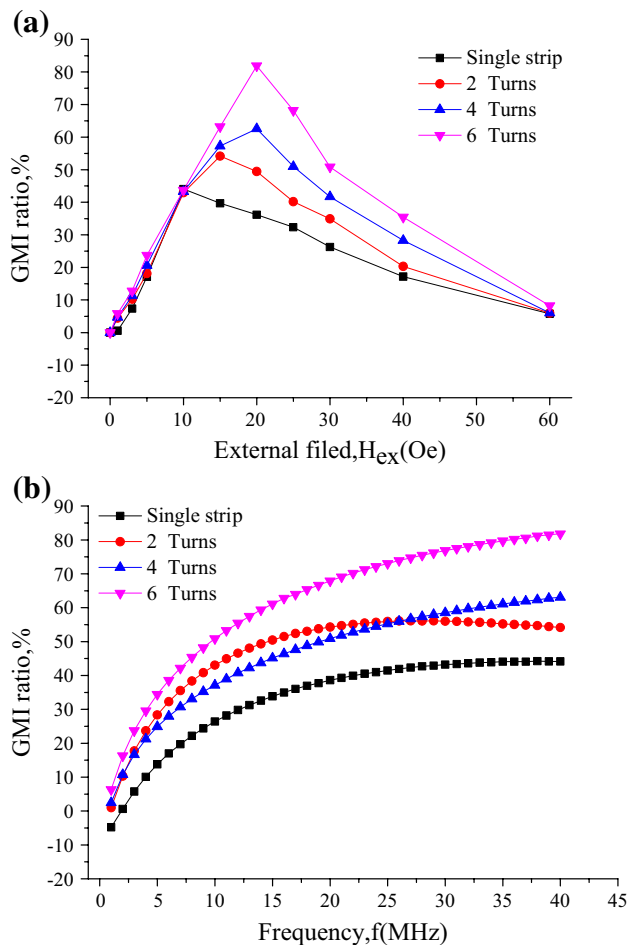 (a)
90
80
70
60
50
40
30
20
10
0
-10
-20
GMI ratio,%
Single strip
2 Turns
4 Turns
6 Turns
0 10 20 30 40 50 60
External filed,Hex(Oe)
(b)
90
80
70
60
50
40
30
20
10
0
-10
-20
GMI ratio,%
Single strip
2 Turns
4 Turns
6 Turns
0 5 10 15 20 25 30 35 40 45
Frequency,f(MHz)